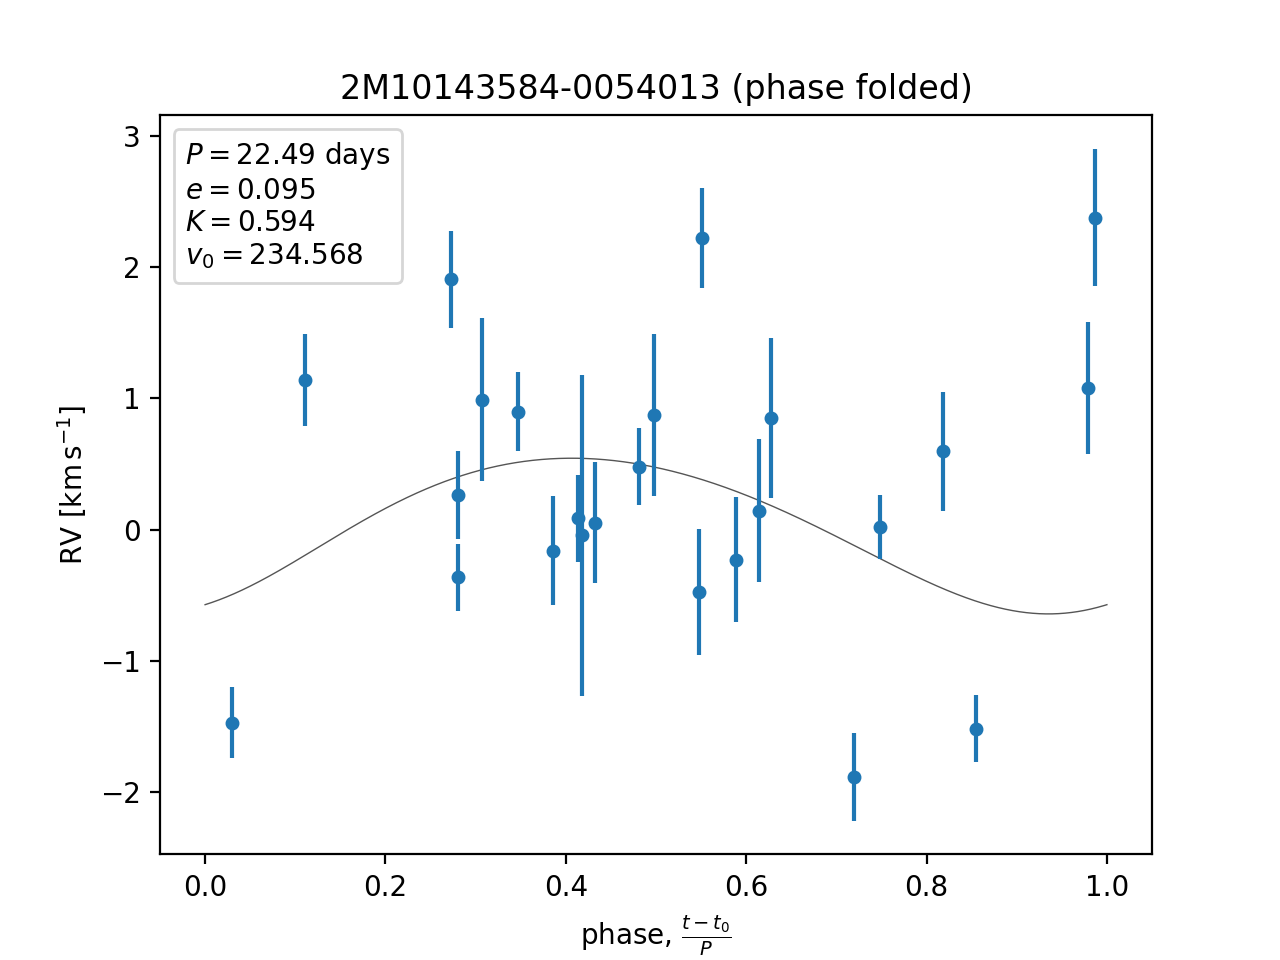 2M10143584-0054013 (phase folded)
P = 22.49 days
e = 0.095
K = 0.594
v₀ = 234.568
3
2
1
0
−1
−2
RV [km s⁻¹]
0.0 0.2 0.4 0.6 0.8 1.0
phase, (t − t₀)/P